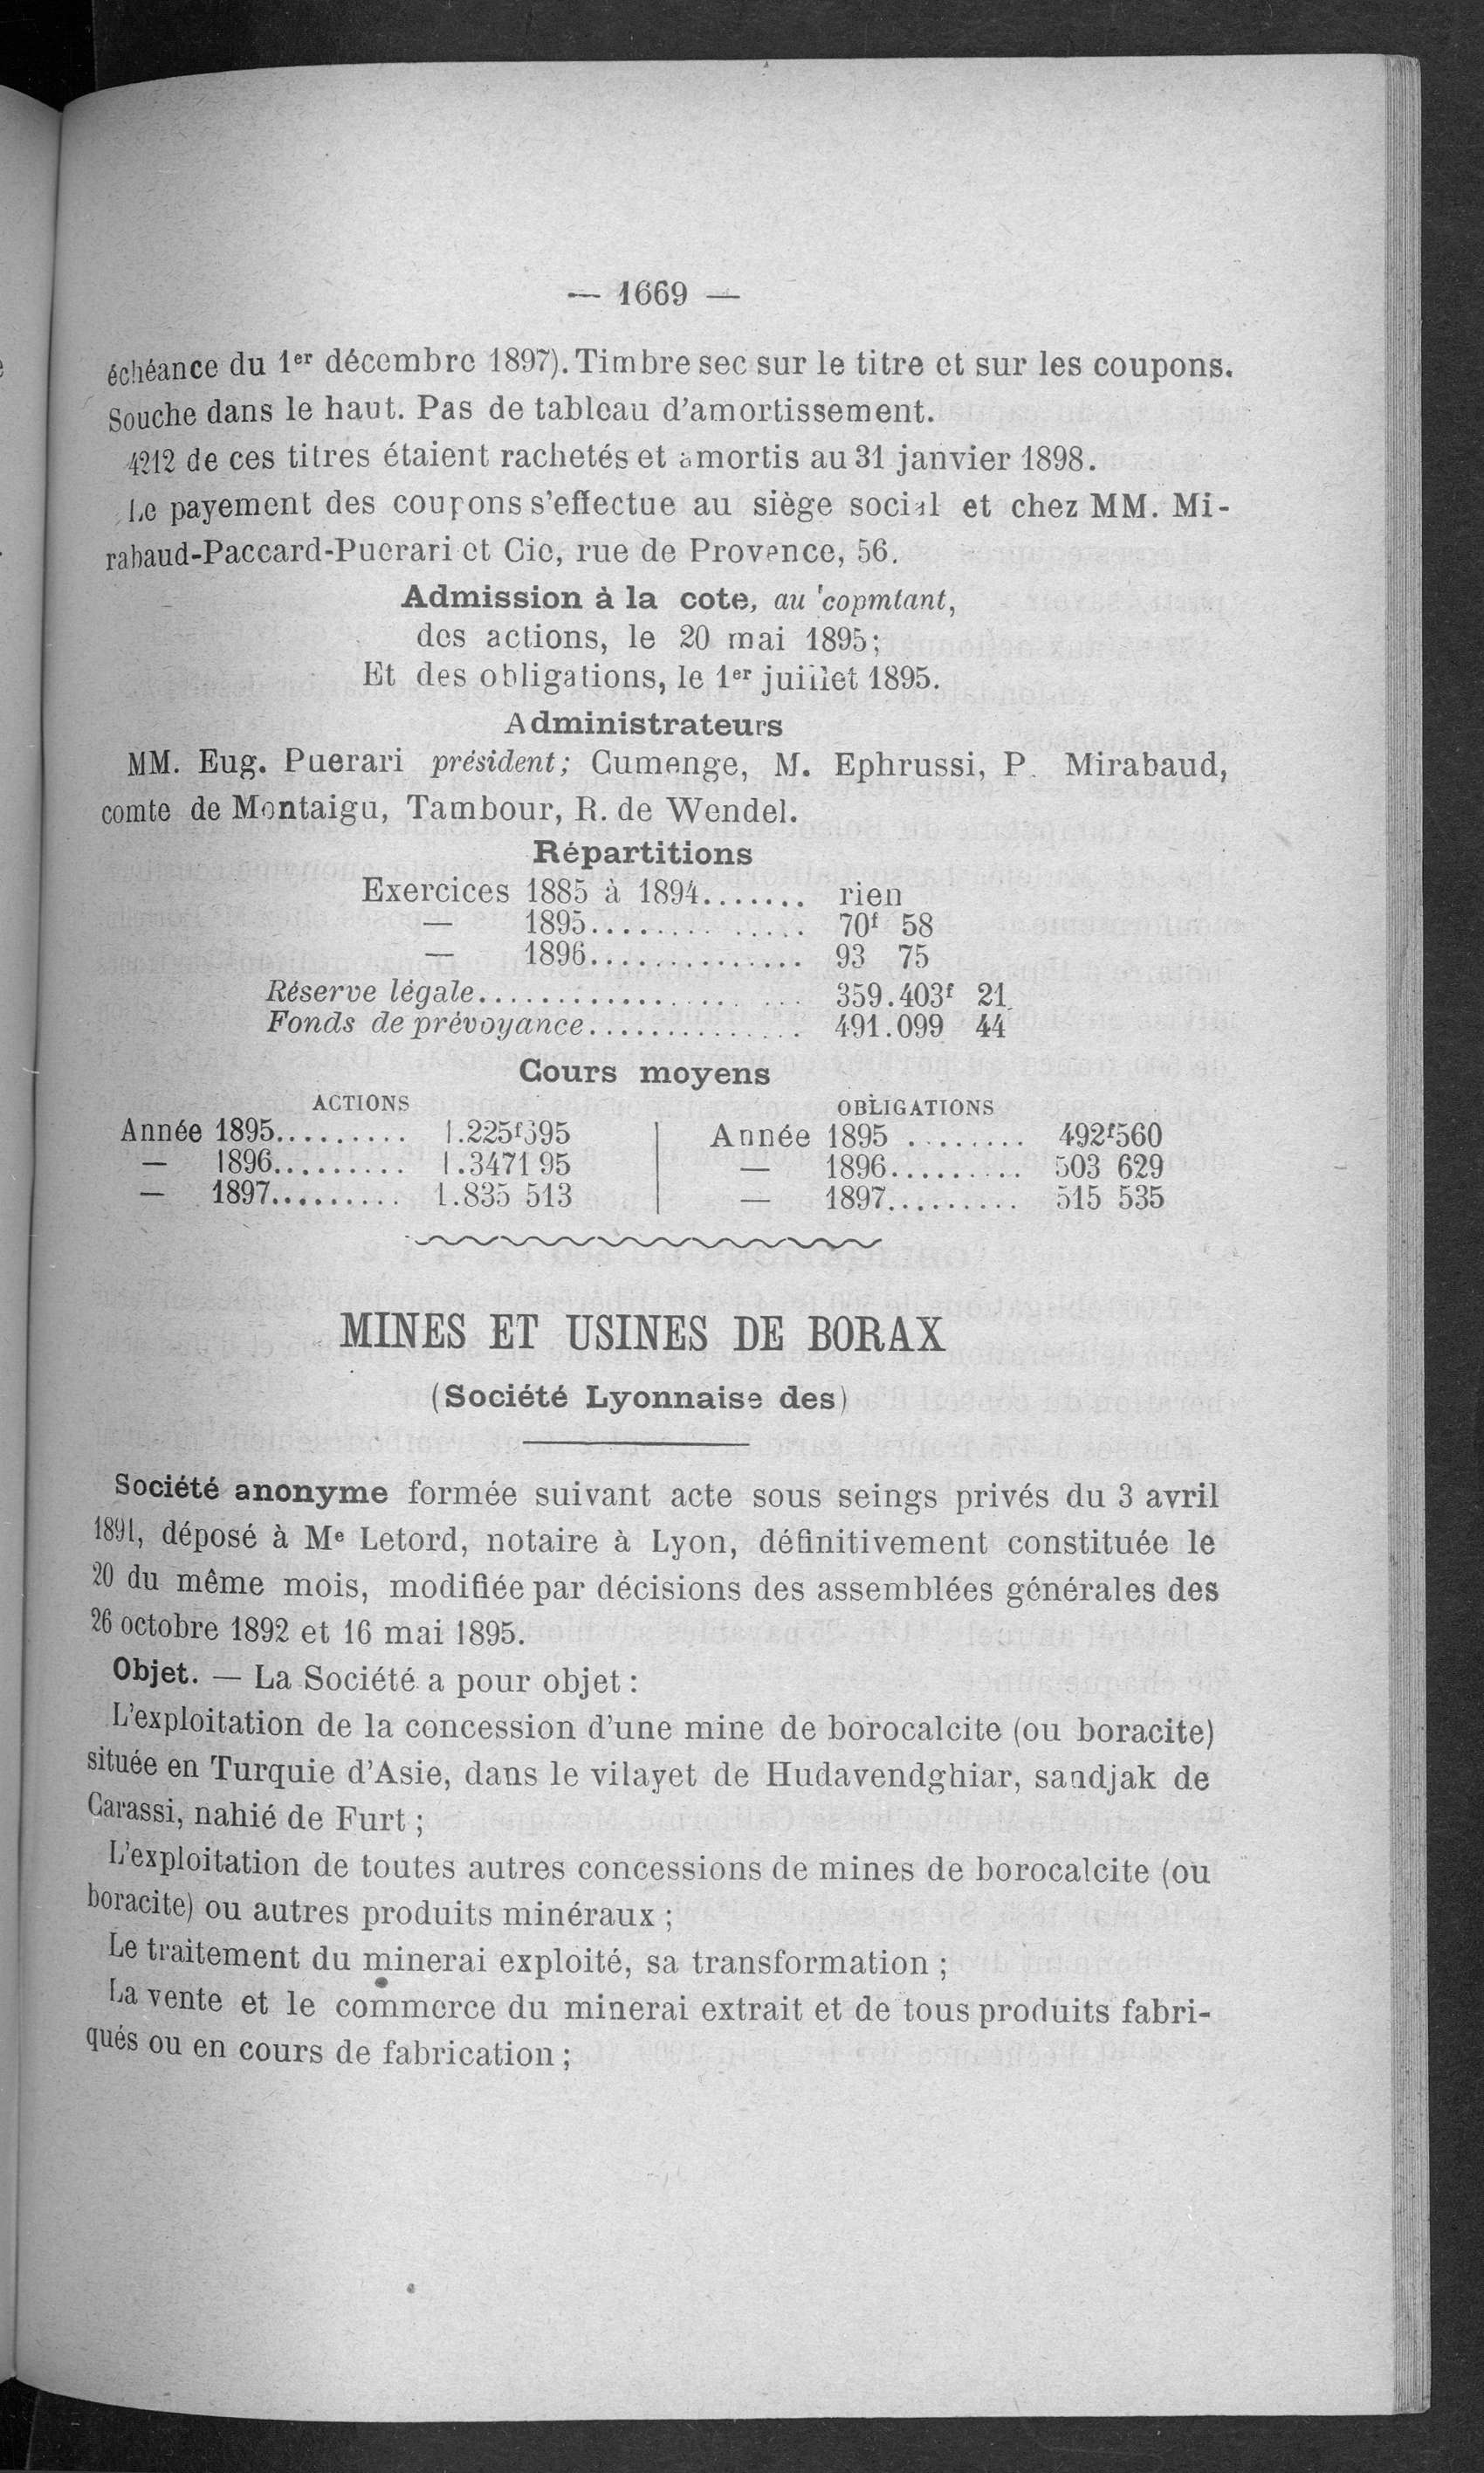 — 1669 —
échéance du 1er décembre 1897). Timbre sec sur le titre et sur les coupons.
Souche dans le haut. Pas de tableau d'amortissement.
4212 de ces titres étaient rachetés et amortis au 31 janvier 1898.
Le payement des coupons s'effectue au siège social et chez MM. Mi-
rabaud-Paccard-Puerari et Cie, rue de Provence, 56.
Admission à la cote, au 'copmtant,
des actions, le 20 mai 1895;
Et des obligations, le 1er juillet 1895.
Administrateurs
MM. Eug. Puerari président; Cumenge, M. Ephrussi, P. Mirabaud,
comte de Montaigu, Tambour, R. de Wendel.
Répartitions
Exercices 1885 à 1894....... rien
— 1895.............. 70f 58
— 1896.............. 93 75
Réserve légale..................... 359.403f 21
Fonds de prévoyance.............. 491.099 44
Cours moyens
ACTIONS OBLIGATIONS
Année 1895......... 1.225f395 Année 1895 ........ 492f560
— 1896......... 1.347195 — 1896......... 503 629
— 1897......... 1.835 513 — 1897......... 515 535
MINES ET USINES DE BORAX
(Société Lyonnaise des)
Société anonyme formée suivant acte sous seings privés du 3 avril
1891, déposé à Me Letord, notaire à Lyon, définitivement constituée le
20 du même mois, modifiée par décisions des assemblées générales des
26 octobre 1892 et 16 mai 1895.
Objet. — La Société a pour objet :
L'exploitation de la concession d'une mine de borocalcite (ou boracite)
située en Turquie d'Asie, dans le vilayet de Hudavendghiar, sandjak de
Carassi, nahié de Furt ;
L'exploitation de toutes autres concessions de mines de borocalcite (ou
boracite) ou autres produits minéraux ;
Le traitement du minerai exploité, sa transformation ;
La vente et le commerce du minerai extrait et de tous produits fabri-
qués ou en cours de fabrication ;